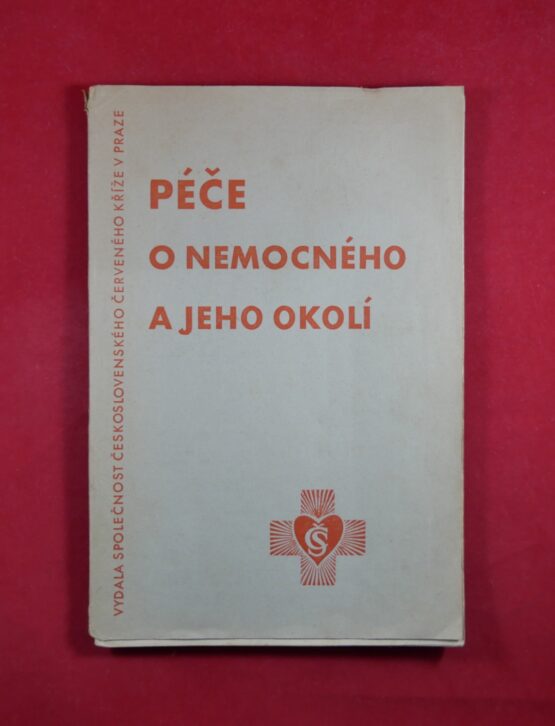 PÉČE
O NEMOCNÉHO
A JEHO OKOLÍ
VYDALA SPOLEČNOST ČESKOSLOVENSKÉHO ČERVENÉHO KŘÍŽE V PRAZE
ČS